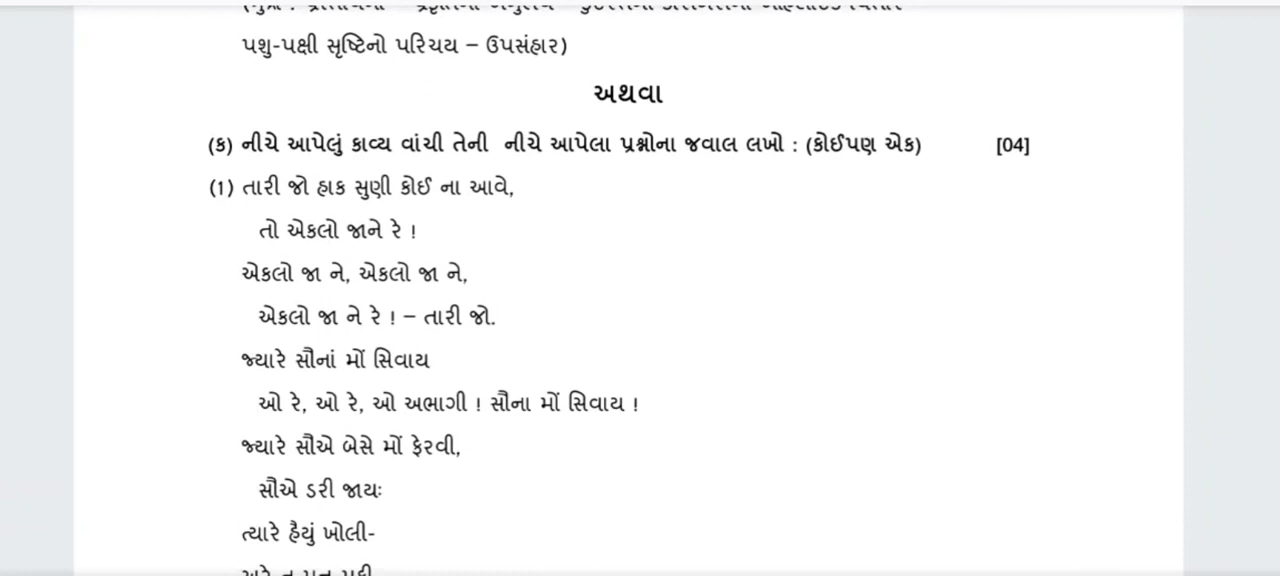 પશુ-પક્ષી સૃષ્ટિનો પરિચય – ઉપસંહાર)
અથવા
(ક) નીચે આપેલું કાવ્ય વાંચી તેની નીચે આપેલા પ્રશ્નોના જવાલ લખો : (કોઈપણ એક) [04]
(1) તારી જો હાક સુણી કોઈ ના આવે,
તો એકલો જાને રે !
એકલો જા ને, એકલો જા ને,
એકલો જા ને રે ! – તારી જો.
જ્યારે સૌનાં મોં સિવાય
ઓ રે, ઓ રે, ઓ અભાગી ! સૌના મોં સિવાય !
જ્યારે સૌએ બેસે મોં ફેરવી,
સૌએ ડરી જાયઃ
ત્યારે હૈયું ખોલી-